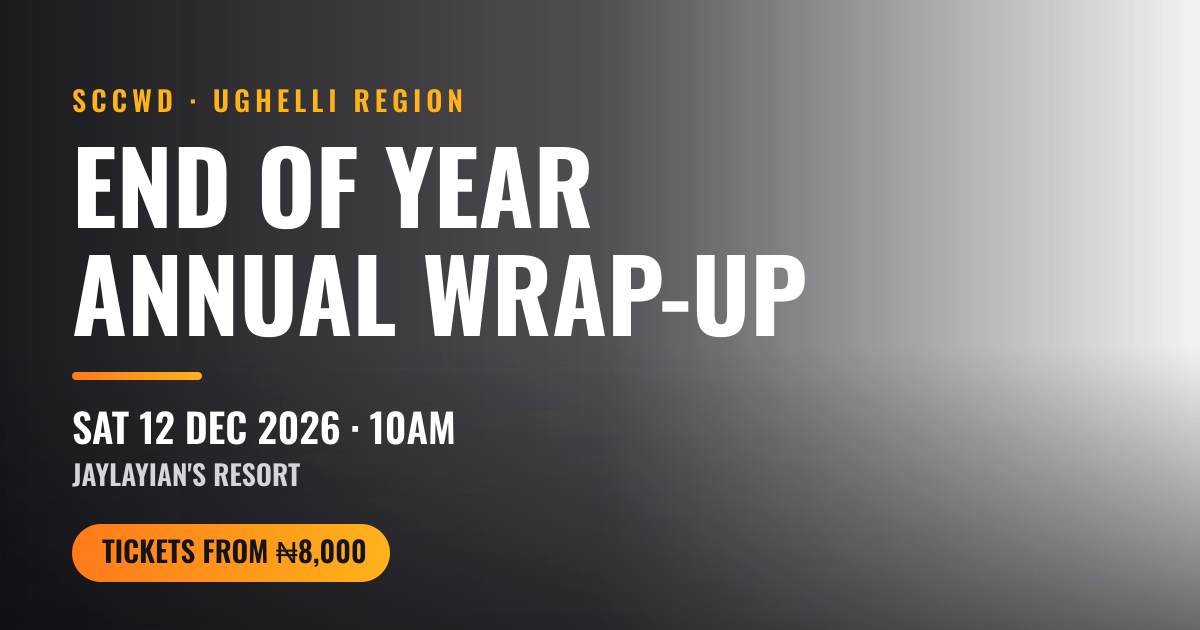 SCCWD · UGHELLI REGION
END OF YEAR
ANNUAL WRAP-UP
SAT 12 DEC 2026 · 10AM
JAYLAYIAN'S RESORT
TICKETS FROM ₦8,000